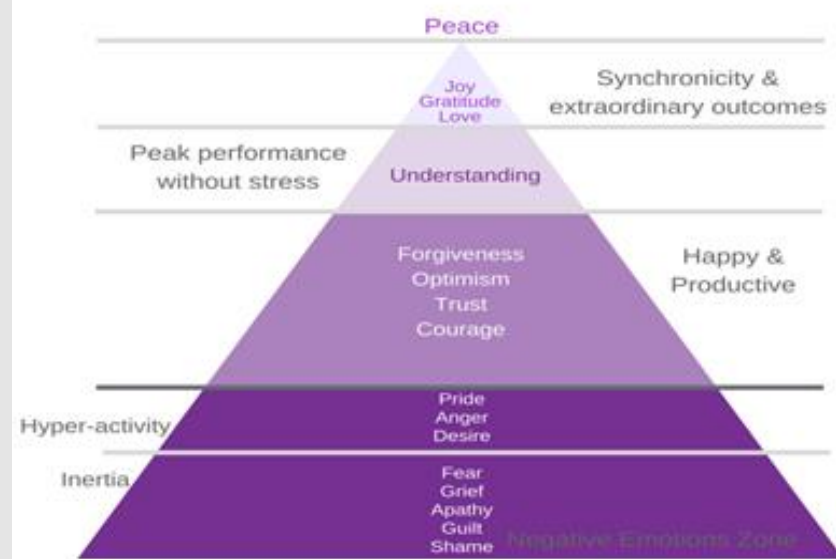 Peace
Joy
Gratitude
Love
Synchronicity &
extraordinary outcomes
Peak performance
without stress
Understanding
Forgiveness
Optimism
Trust
Courage
Happy &
Productive
Pride
Anger
Desire
Hyper-activity
Inertia
Fear
Grief
Apathy
Guilt
Shame
Negative Emotions Zone